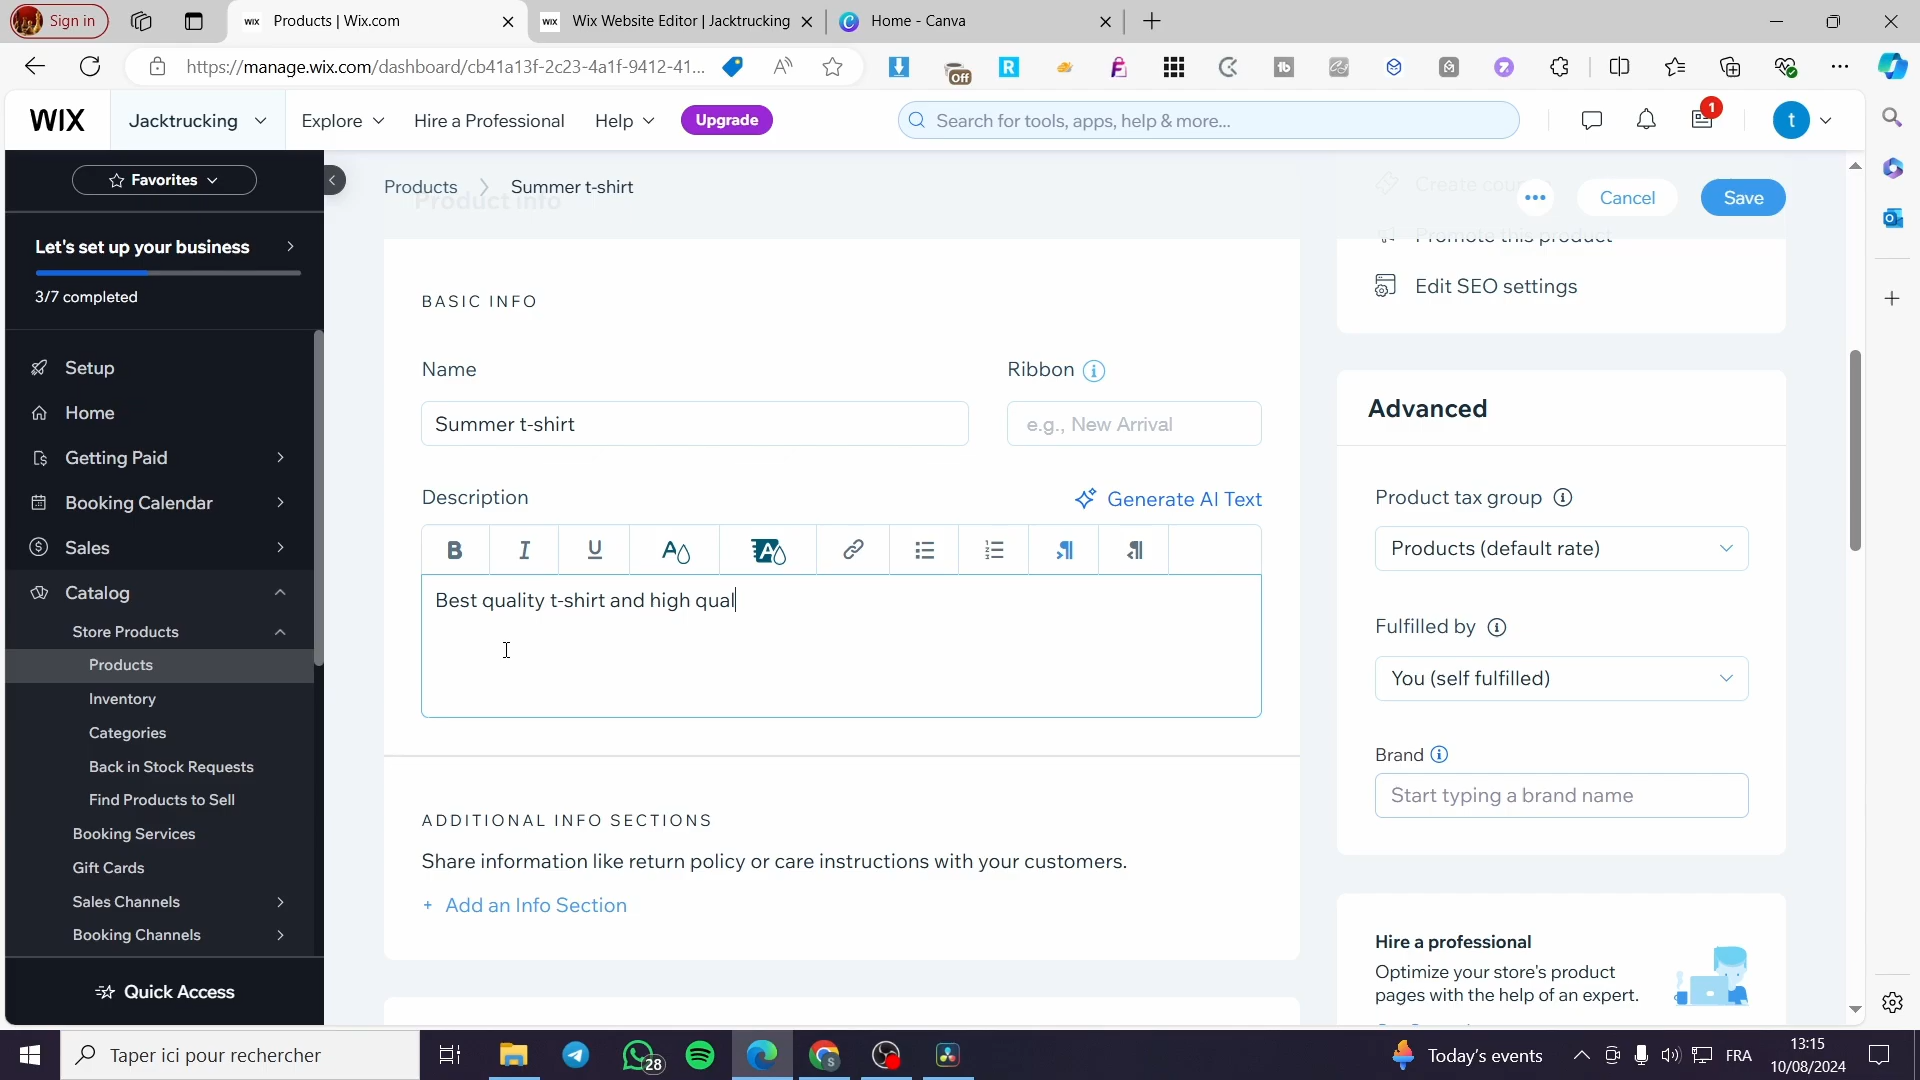 Sign in
WIX Products | Wix.com
WIX Wix Website Editor | Jacktrucking
C Home - Canva
https://manage.wix.com/dashboard/cb41a13f-2c23-4a1f-9412-41...
Off
R
tb
WIX
Jacktrucking
Explore
Hire a Professional
Help
Upgrade
Search for tools, apps, help & more...
1
t
Favorites
Let's set up your business
3/7 completed
Setup
Home
Getting Paid
Booking Calendar
Sales
Catalog
Store Products
Products
Inventory
Categories
Back in Stock Requests
Find Products to Sell
Booking Services
Gift Cards
Sales Channels
Booking Channels
Quick Access
Products
Summer t-shirt
Product info
Cancel
Save
BASIC INFO
Name
Ribbon
Summer t-shirt
e.g., New Arrival
Description
Generate AI Text
B I U A A
Best quality t-shirt and high qual
ADDITIONAL INFO SECTIONS
Share information like return policy or care instructions with your customers.
+ Add an Info Section
Promote this product
Edit SEO settings
Advanced
Product tax group
Products (default rate)
Fulfilled by
You (self fulfilled)
Brand
Start typing a brand name
Hire a professional
Optimize your store's product
pages with the help of an expert.
Taper ici pour rechercher
28
S
Today's events
FRA
13:15
10/08/2024